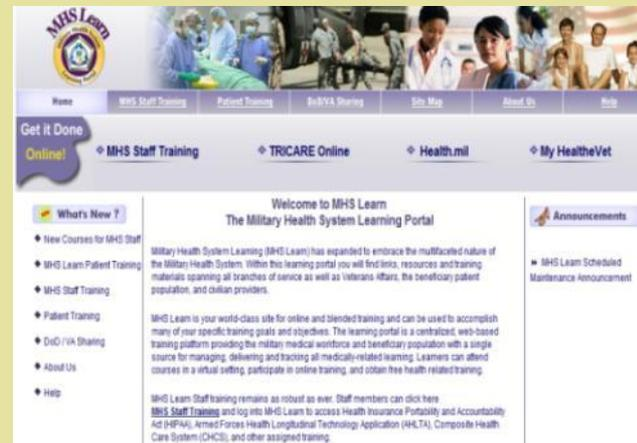 MHS Learn
Military Health System
Learning Portal
Home MHS Staff Training Patient Training DoD/VA Sharing Site Map About Us Help
Get it Done
Online!
MHS Staff Training TRICARE Online Health.mil My HealtheVet
What's New ?
New Courses for MHS Staff
MHS Learn Patient Training
MHS Staff Training
Patient Training
DoD / VA Sharing
About Us
Help
Welcome to MHS Learn
The Military Health System Learning Portal
Military Health System Learning (MHS Learn) has expanded to embrace the multifaceted nature of
the Military Health System. Within this learning portal you will find links, resources and training
materials spanning all branches of service as well as Veterans Affairs, the beneficiary patient
population, and civilian providers.
MHS Learn is your world-class site for online and blended training and can be used to accomplish
many of your specific training goals and objectives. The learning portal is a centralized, web-based
training platform providing the military medical workforce and beneficiary population with a single
source for managing, delivering and tracking all medically-related learning. Learners can attend
courses in a virtual setting, participate in online training, and obtain free health related training.
MHS Learn Staff training remains as robust as ever. Staff members can click here
MHS Staff Training and log into MHS Learn to access Health Insurance Portability and Accountability
Act (HIPAA), Armed Forces Health Longitudinal Technology Application (AHLTA), Composite Health
Care System (CHCS), and other assigned training.
Announcements
MHS Learn Scheduled
Maintenance Announcement